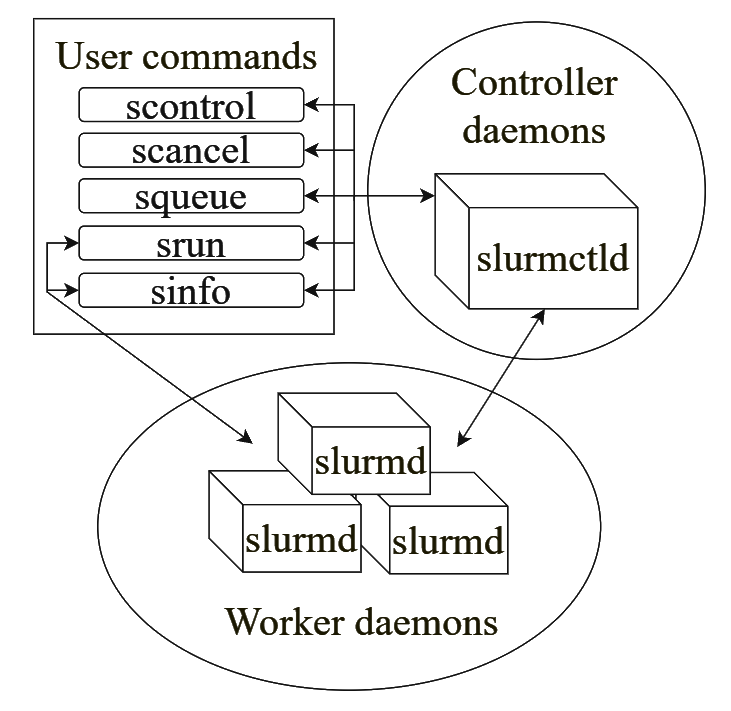 User commands
scontrol
scancel
squeue
srun
sinfo
Controller
daemons
slurmctld
slurmd
slurmd
slurmd
Worker daemons